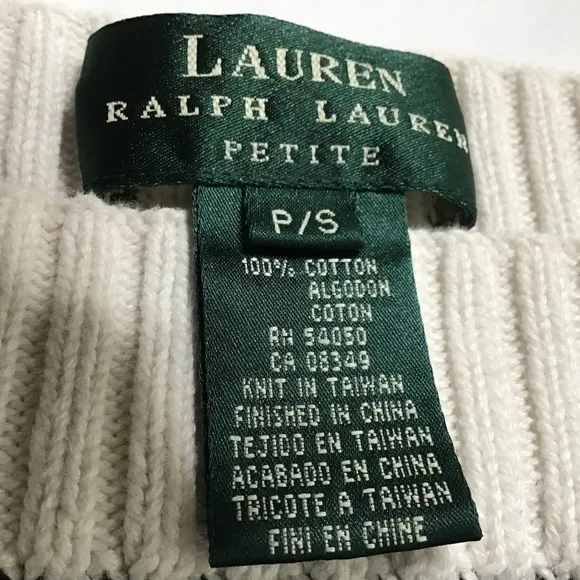 LAUREN
RALPH LAUREN
PETITE
P/S
100% COTTON
ALGODON
COTON
RN 54050
CA 08349
KNIT IN TAIWAN
FINISHED IN CHINA
TEJIDO EN TAIWAN
ACABADO EN CHINA
TRICOTE A TAIWAN
FINI EN CHINE